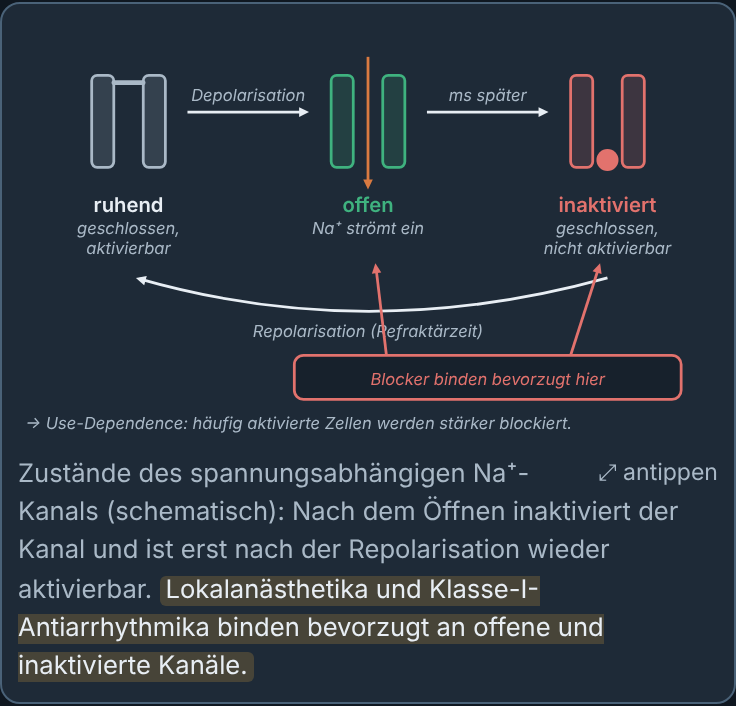 Depolarisation
ms später
ruhend
geschlossen,
aktivierbar
offen
Na⁺ strömt ein
inaktiviert
geschlossen,
nicht aktivierbar
Repolarisation (Refraktärzeit)
Blocker binden bevorzugt hier
→ Use-Dependence: häufig aktivierte Zellen werden stärker blockiert.
Zustände des spannungsabhängigen Na⁺-
⤢ antippen
Kanals (schematisch): Nach dem Öffnen inaktiviert der
Kanal und ist erst nach der Repolarisation wieder
aktivierbar. Lokalanästhetika und Klasse-I-
Antiarrhythmika binden bevorzugt an offene und
inaktivierte Kanäle.